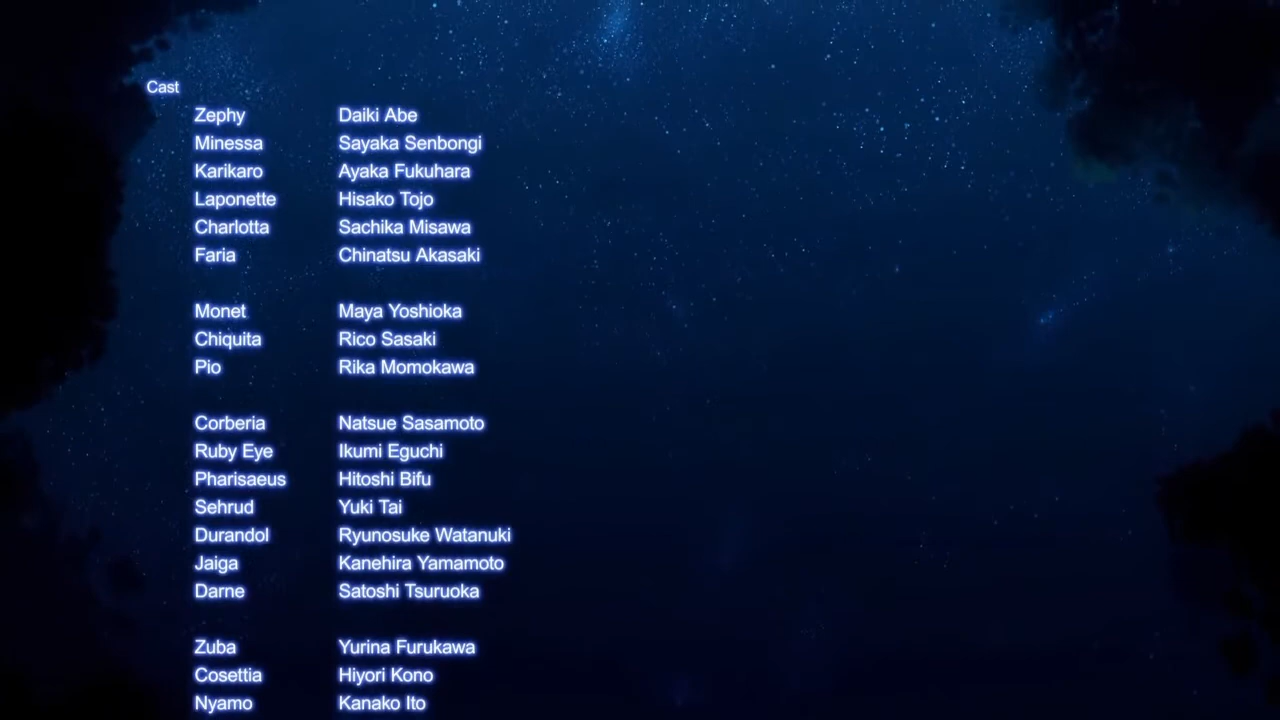 Cast
Zephy Daiki Abe
Minessa Sayaka Senbongi
Karikaro Ayaka Fukuhara
Laponette Hisako Tojo
Charlotta Sachika Misawa
Faria Chinatsu Akasaki
Monet Maya Yoshioka
Chiquita Rico Sasaki
Pio Rika Momokawa
Corberia Natsue Sasamoto
Ruby Eye Ikumi Eguchi
Pharisaeus Hitoshi Bifu
Sehrud Yuki Tai
Durandol Ryunosuke Watanuki
Jaiga Kanehira Yamamoto
Darne Satoshi Tsuruoka
Zuba Yurina Furukawa
Cosettia Hiyori Kono
Nyamo Kanako Ito